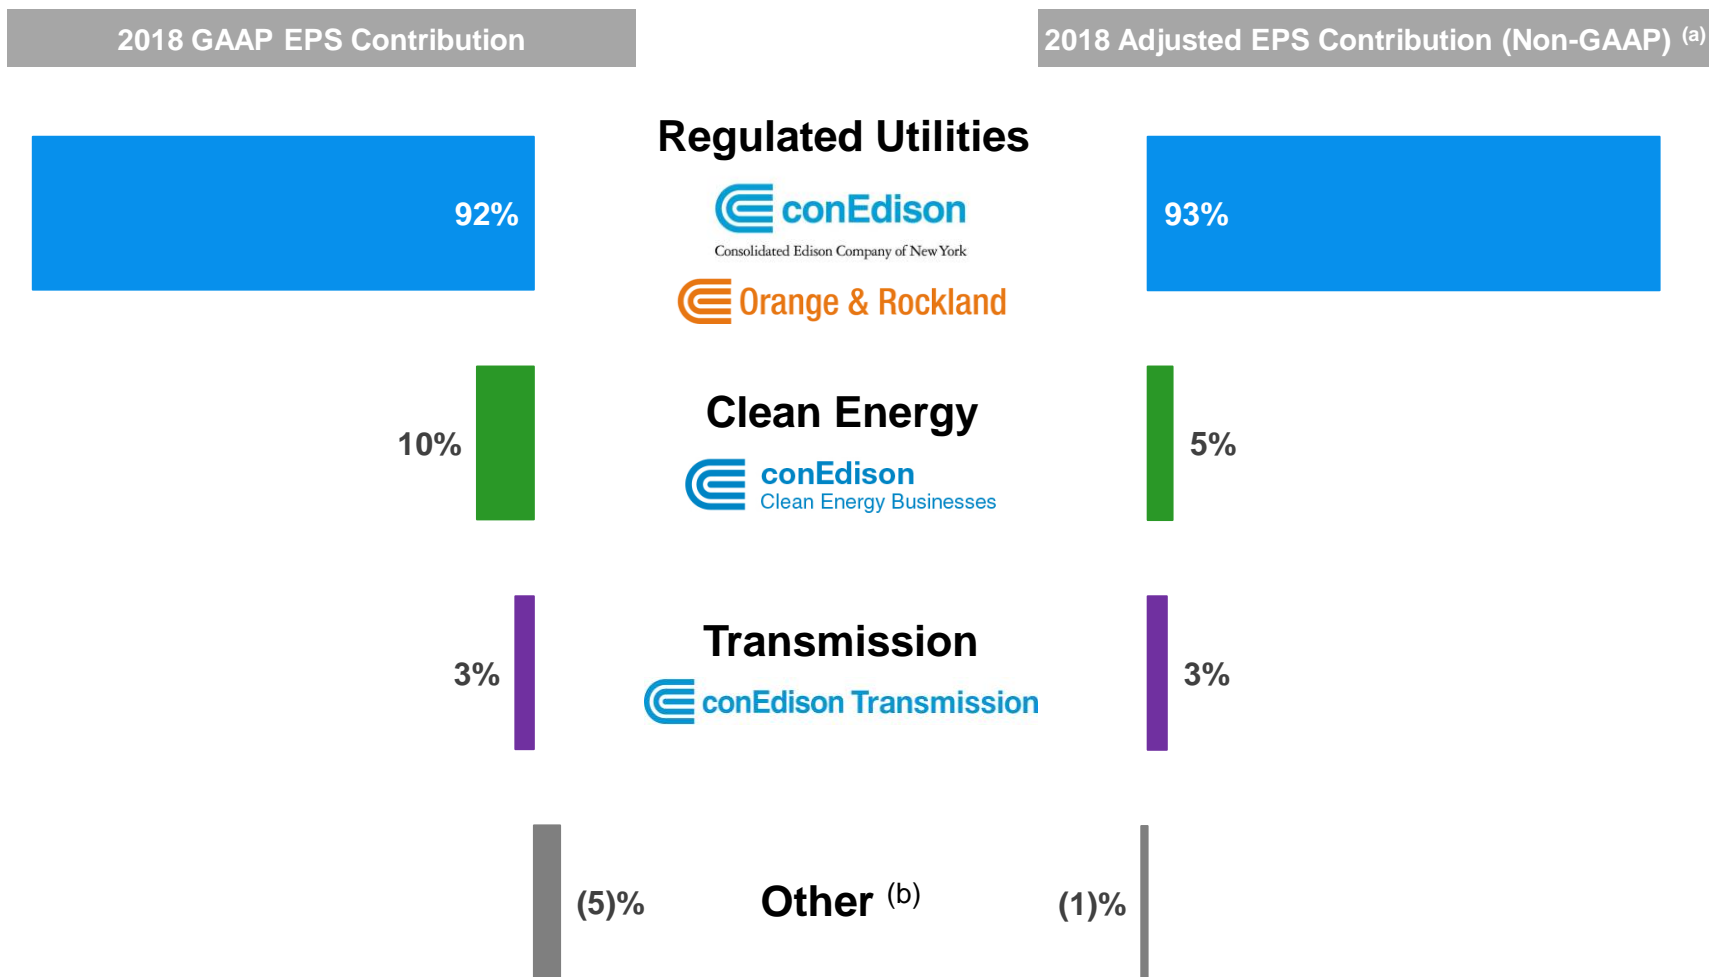 2018 GAAP EPS Contribution
2018 Adjusted EPS Contribution (Non-GAAP) (a)
Regulated Utilities
92%
conEdison
Consolidated Edison Company of New York
Orange & Rockland
93%
Clean Energy
10%
conEdison
Clean Energy Businesses
5%
Transmission
3%
conEdison Transmission
3%
(5)%
Other (b)
(1)%